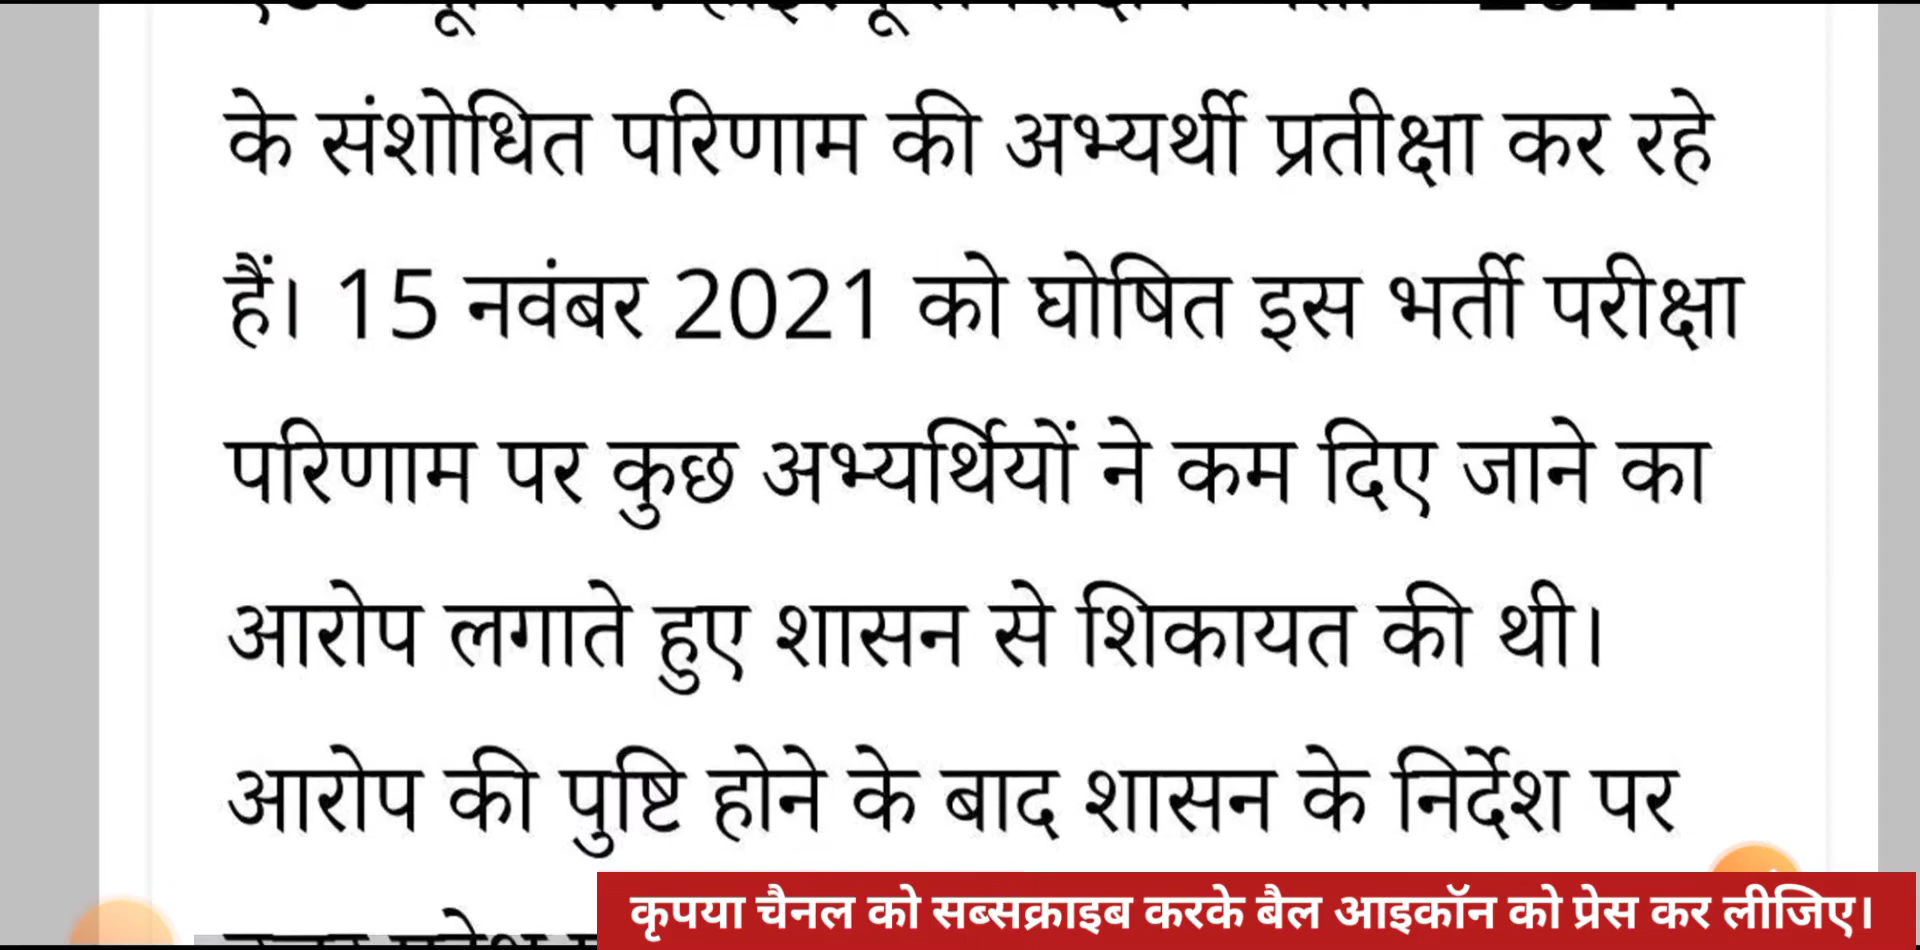 के संशोधित परिणाम की अभ्यर्थी प्रतीक्षा कर रहे
हैं। 15 नवंबर 2021 को घोषित इस भर्ती परीक्षा
परिणाम पर कुछ अभ्यर्थियों ने कम दिए जाने का
आरोप लगाते हुए शासन से शिकायत की थी।
आरोप की पुष्टि होने के बाद शासन के निर्देश पर
कृपया चैनल को सब्सक्राइब करके बैल आइकॉन को प्रेस कर लीजिए।